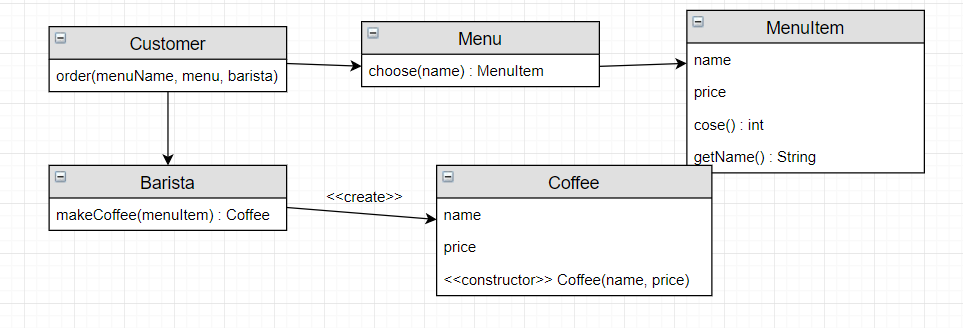 Customer
order(menuName, menu, barista)
Menu
choose(name) : MenuItem
MenuItem
name
price
cose() : int
getName() : String
Barista
makeCoffee(menuItem) : Coffee
<<create>>
Coffee
name
price
<<constructor>> Coffee(name, price)